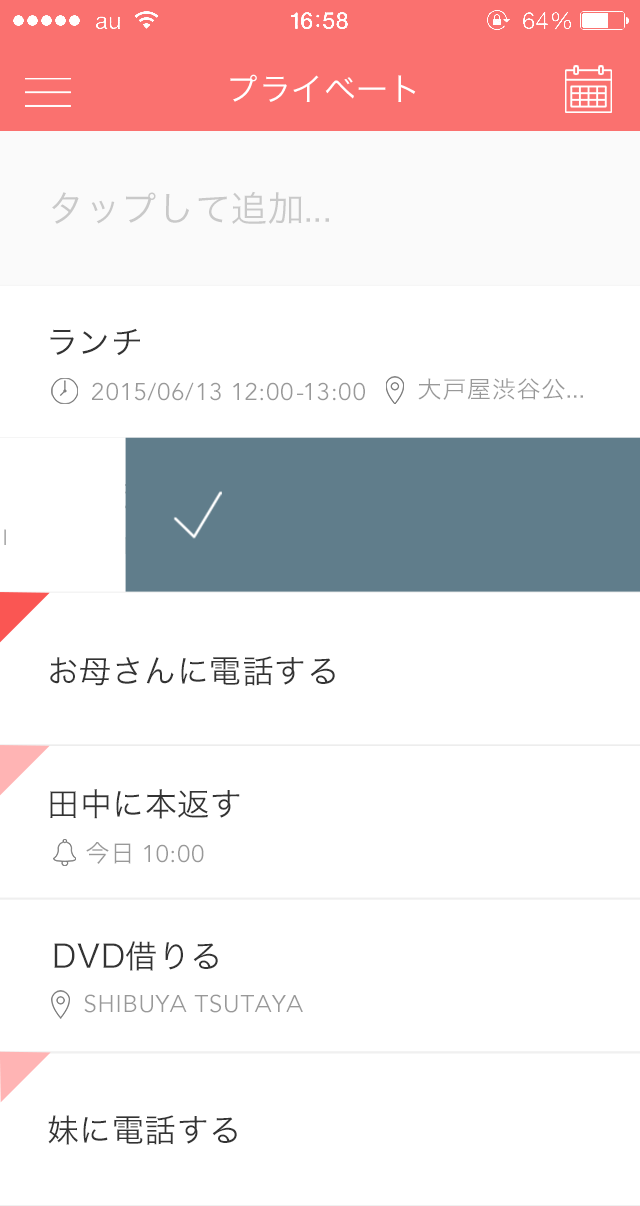 au 16:58 64%
プライベート
タップして追加...
ランチ
2015/06/13 12:00-13:00 大戸屋渋谷公...
お母さんに電話する
田中に本返す
今日 10:00
DVD借りる
SHIBUYA TSUTAYA
妹に電話する